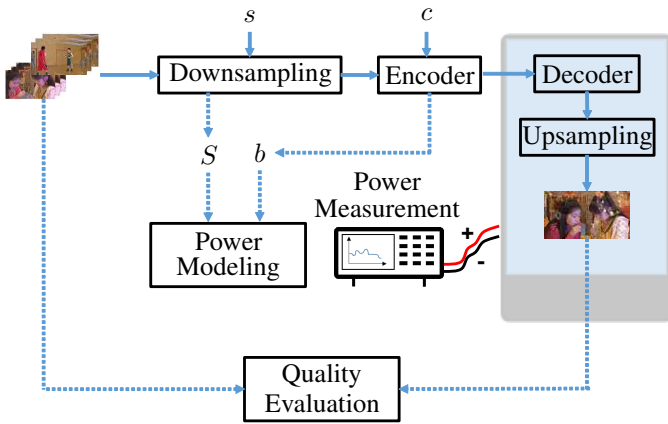 s
c
Downsampling
Encoder
Decoder
Upsampling
S
b
Power
Measurement
Power
Modeling
+
-
Quality
Evaluation